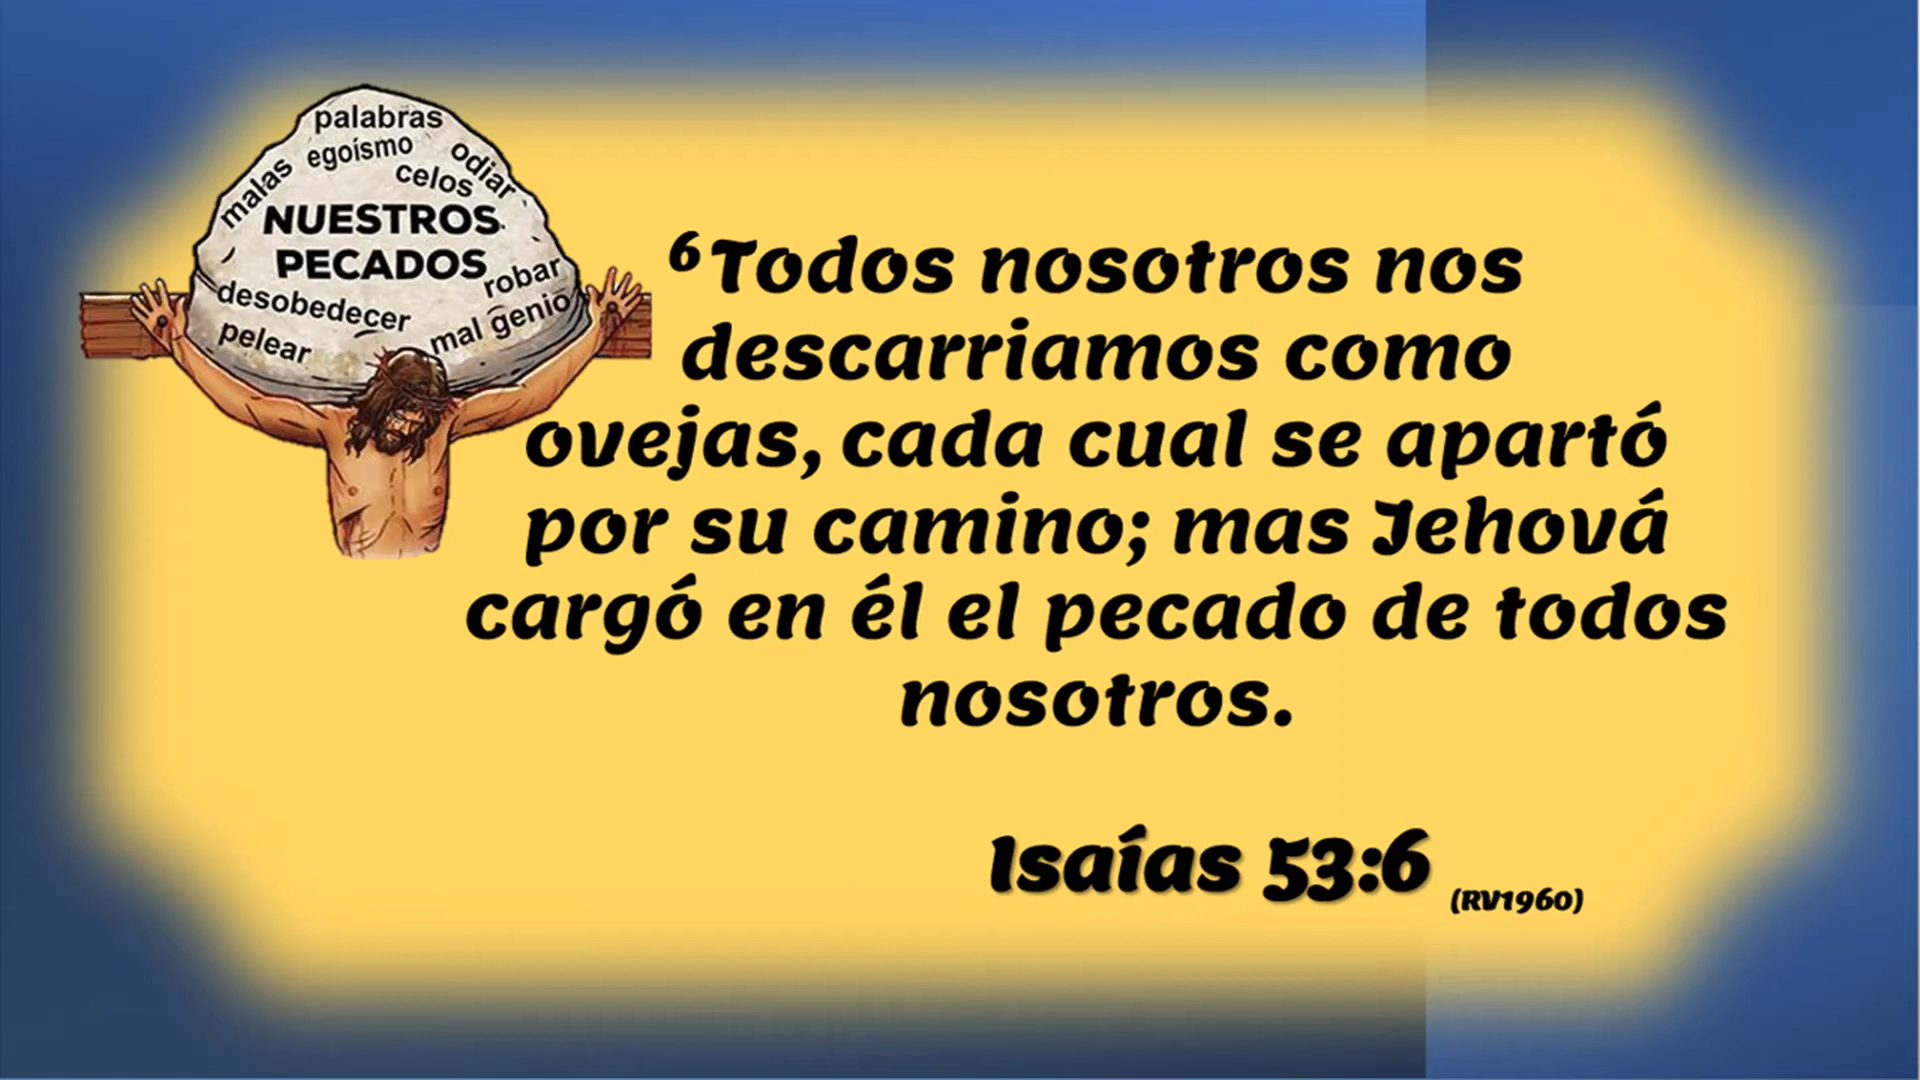 palabras
malas egoísmo odiar
celos
NUESTROS
PECADOS
robar
desobedecer
mal genio
pelear
⁶Todos nosotros nos
descarriamos como
ovejas, cada cual se apartó
por su camino; mas Jehová
cargó en él el pecado de todos
nosotros.
Isaías 53:6 (RV1960)